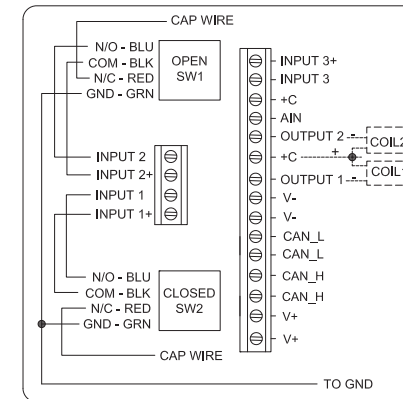 CAP WIRE
N/O - BLU
COM - BLK
N/C - RED
GND - GRN
OPEN
SW1
INPUT 2
INPUT 2+
INPUT 1
INPUT 1+
N/O - BLU
COM - BLK
N/C - RED
GND - GRN
CLOSED
SW2
CAP WIRE
TO GND
INPUT 3+
INPUT 3
+C
AIN
OUTPUT 2 -
+C +
OUTPUT 1 -
V-
V-
CAN_L
CAN_L
CAN_H
CAN_H
V+
V+
COIL2
COIL1